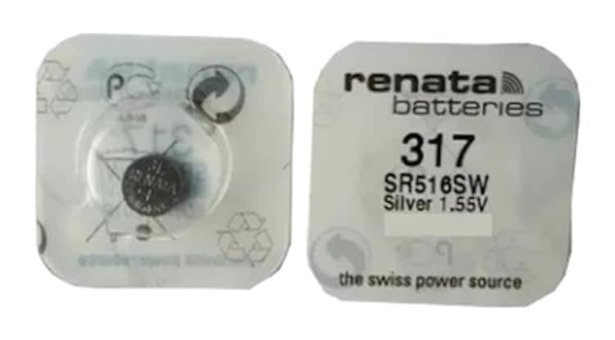 renata
batteries
317
SR516SW
Silver 1.55V
the swiss power source